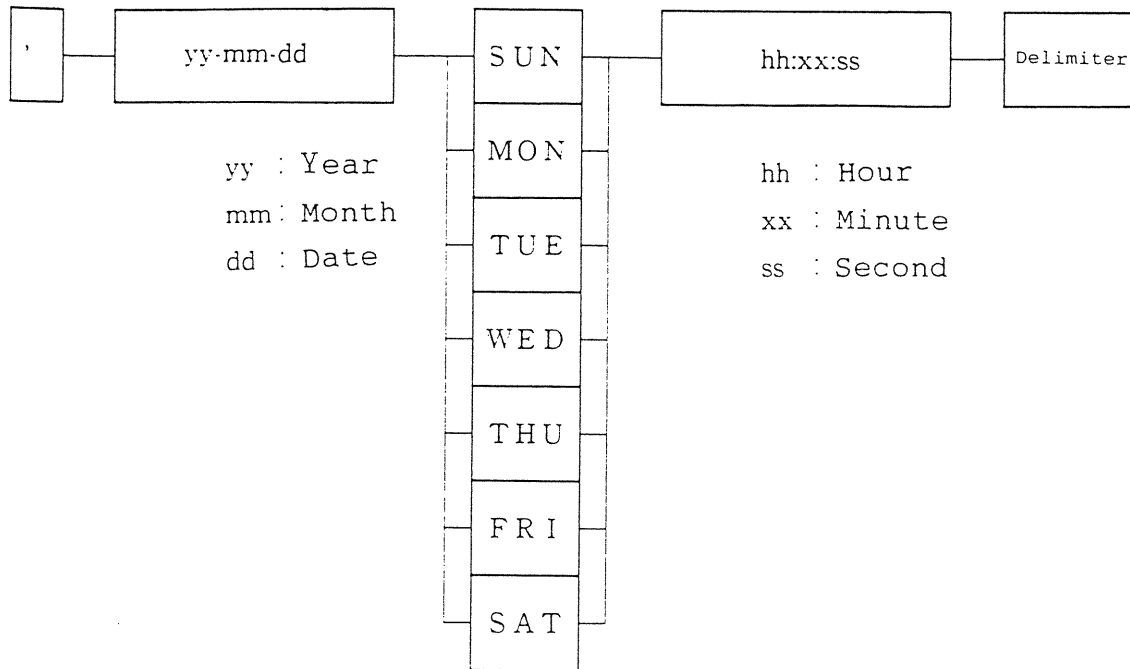 ,
yy-mm-dd
SUN
hh:xx:ss
Delimiter
MON
TUE
WED
THU
FRI
SAT
yy : Year
mm : Month
dd : Date
hh : Hour
xx : Minute
ss : Second